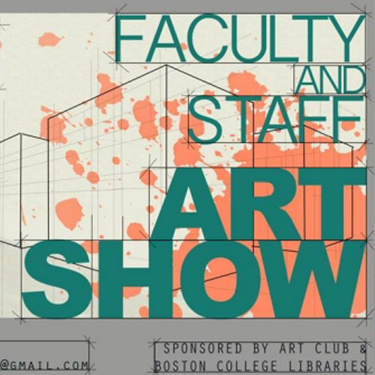 FACULTY
AND
STAFF
ART
SHOW
@GMAIL.COM
SPONSORED BY ART CLUB &
BOSTON COLLEGE LIBRARIES